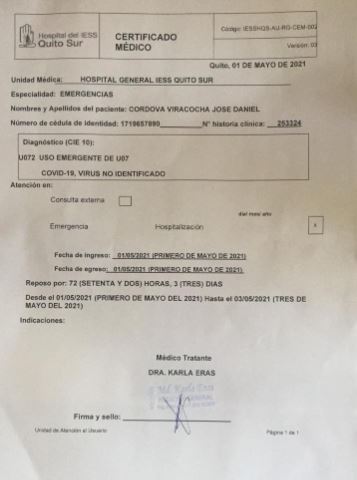 Hospital del IESS
Quito Sur
CERTIFICADO
MÉDICO
Código: IESSHQS-AU-RG-CEM-002
Versión: 03
Quito, 01 DE MAYO DE 2021
Unidad Médica: HOSPITAL GENERAL IESS QUITO SUR
Especialidad: EMERGENCIAS
Nombres y Apellidos del paciente: CORDOVA VIRACOCHA JOSE DANIEL
Número de cédula de Identidad: 1719657890 N° historia clínica: 253324
Diagnóstico (CIE 10):
U072 USO EMERGENTE DE U07
COVID-19, VIRUS NO IDENTIFICADO
Atención en:
Consulta externa
día/ mes/ año
Emergencia Hospitalización x
Fecha de ingreso: 01/05/2021 (PRIMERO DE MAYO DE 2021)
Fecha de egreso: 01/05/2021 (PRIMERO DE MAYO DE 2021)
Reposo por: 72 (SETENTA Y DOS) HORAS, 3 (TRES) DIAS
Desde el 01/05/2021 (PRIMERO DE MAYO DEL 2021) Hasta el 03/05/2021 (TRES DE
MAYO DEL 2021)
Indicaciones:
Médico Tratante
DRA. KARLA ERAS
Karla Eras
Firma y sello:
Unidad de Atención al Usuario
Página 1 de 1